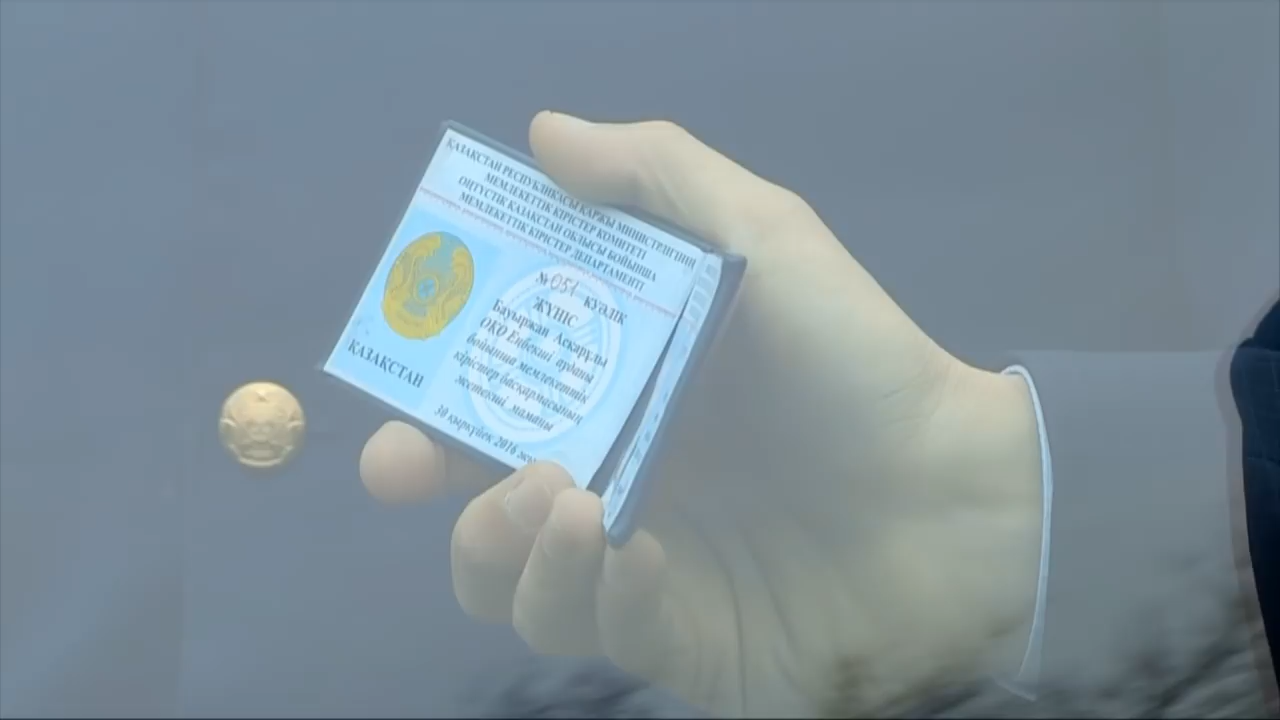 ҚАЗАҚСТАН РЕСПУБЛИКАСЫ ҚАРЖЫ МИНИСТРЛІГІНІҢ
МЕМЛЕКЕТТІК КІРІСТЕР КОМИТЕТІ
ОҢТҮСТІК ҚАЗАҚСТАН ОБЛЫСЫ БОЙЫНША
МЕМЛЕКЕТТІК КІРІСТЕР ДЕПАРТАМЕНТІ
№ 051 КУӘЛІК
ЖҮНІС
Бауыржан Асқарұлы
ОҚО Еңбекші ауданы
бойынша мемлекеттік
кірістер басқармасының
жетекші маманы
30 қыркүйек 2016
ҚАЗАҚСТАН